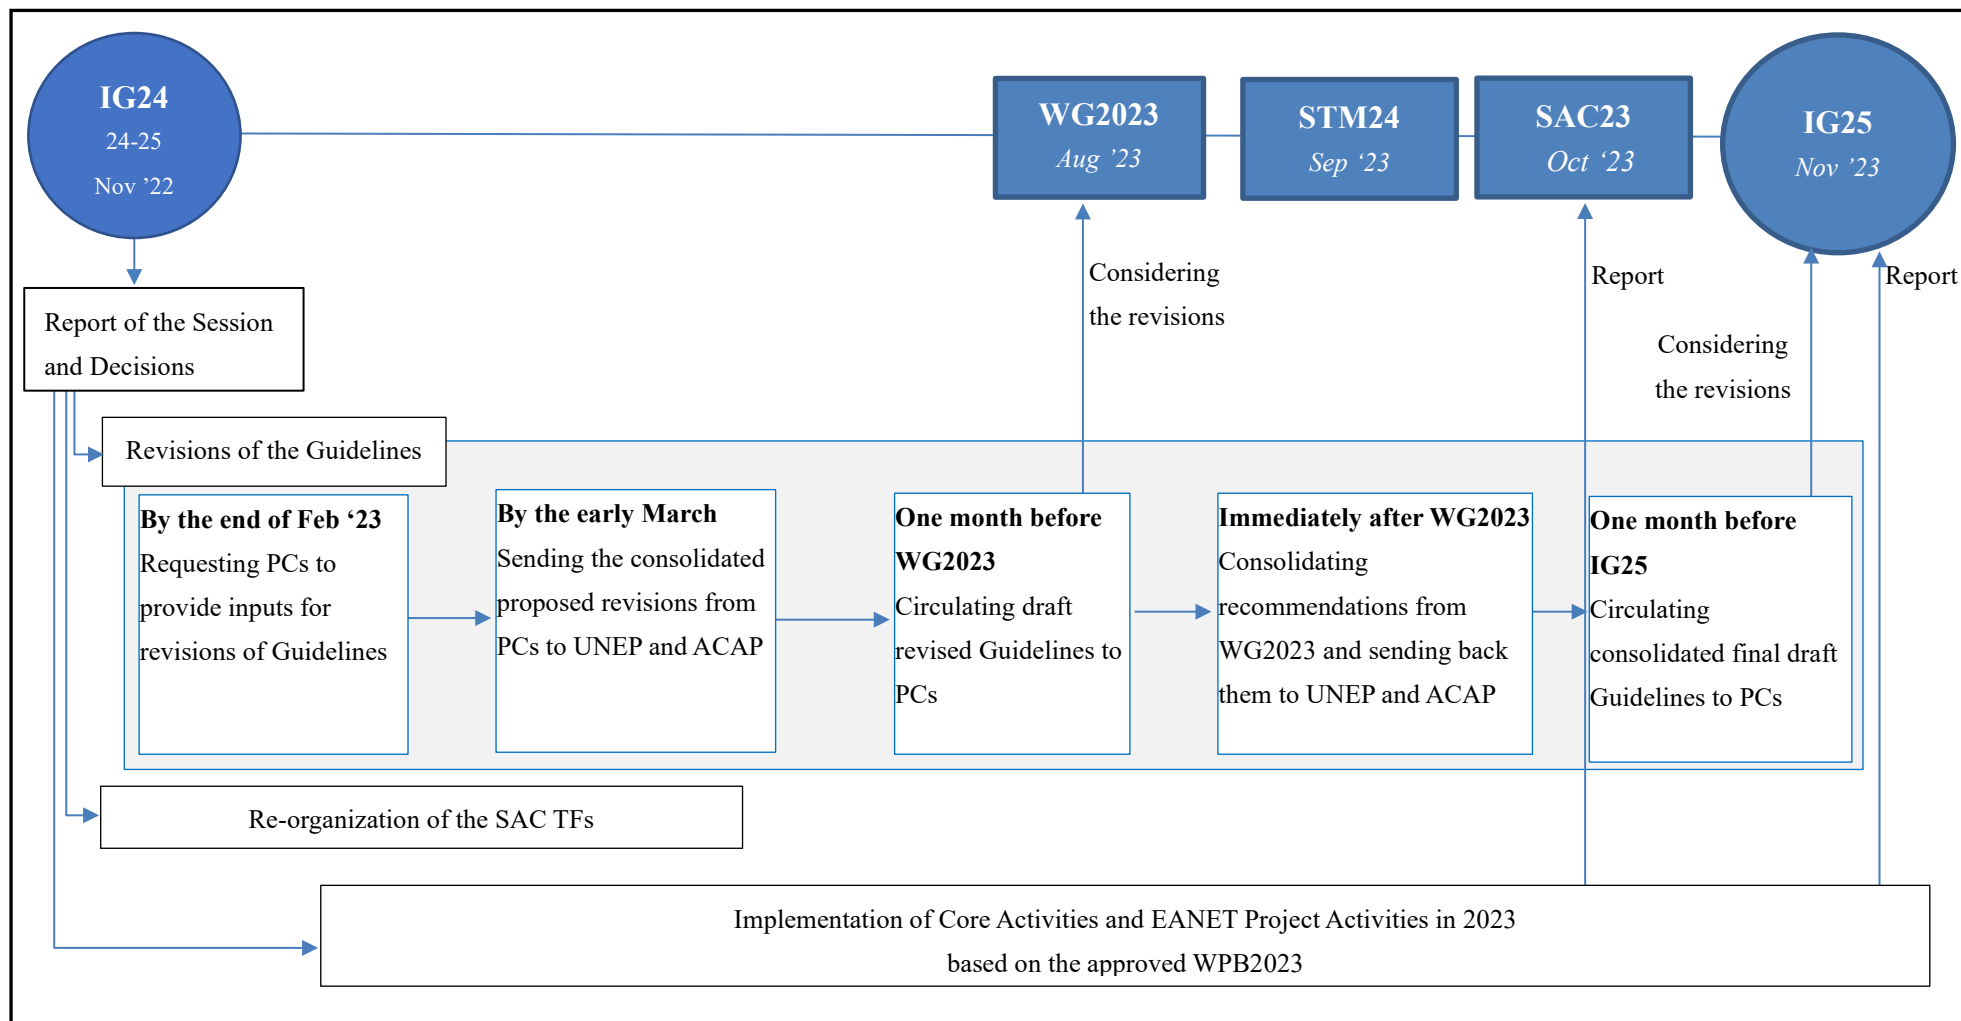 IG24
24-25
Nov ’22
WG2023
Aug ’23
STM24
Sep ‘23
SAC23
Oct ‘23
IG25
Nov ‘23
Considering
the revisions
Report
Report
Considering
the revisions
Report of the Session
and Decisions
Revisions of the Guidelines
By the end of Feb ‘23
Requesting PCs to
provide inputs for
revisions of Guidelines
By the early March
Sending the consolidated
proposed revisions from
PCs to UNEP and ACAP
One month before
WG2023
Circulating draft
revised Guidelines to
PCs
Immediately after WG2023
Consolidating
recommendations from
WG2023 and sending back
them to UNEP and ACAP
One month before
IG25
Circulating
consolidated final draft
Guidelines to PCs
Re-organization of the SAC TFs
Implementation of Core Activities and EANET Project Activities in 2023
based on the approved WPB2023